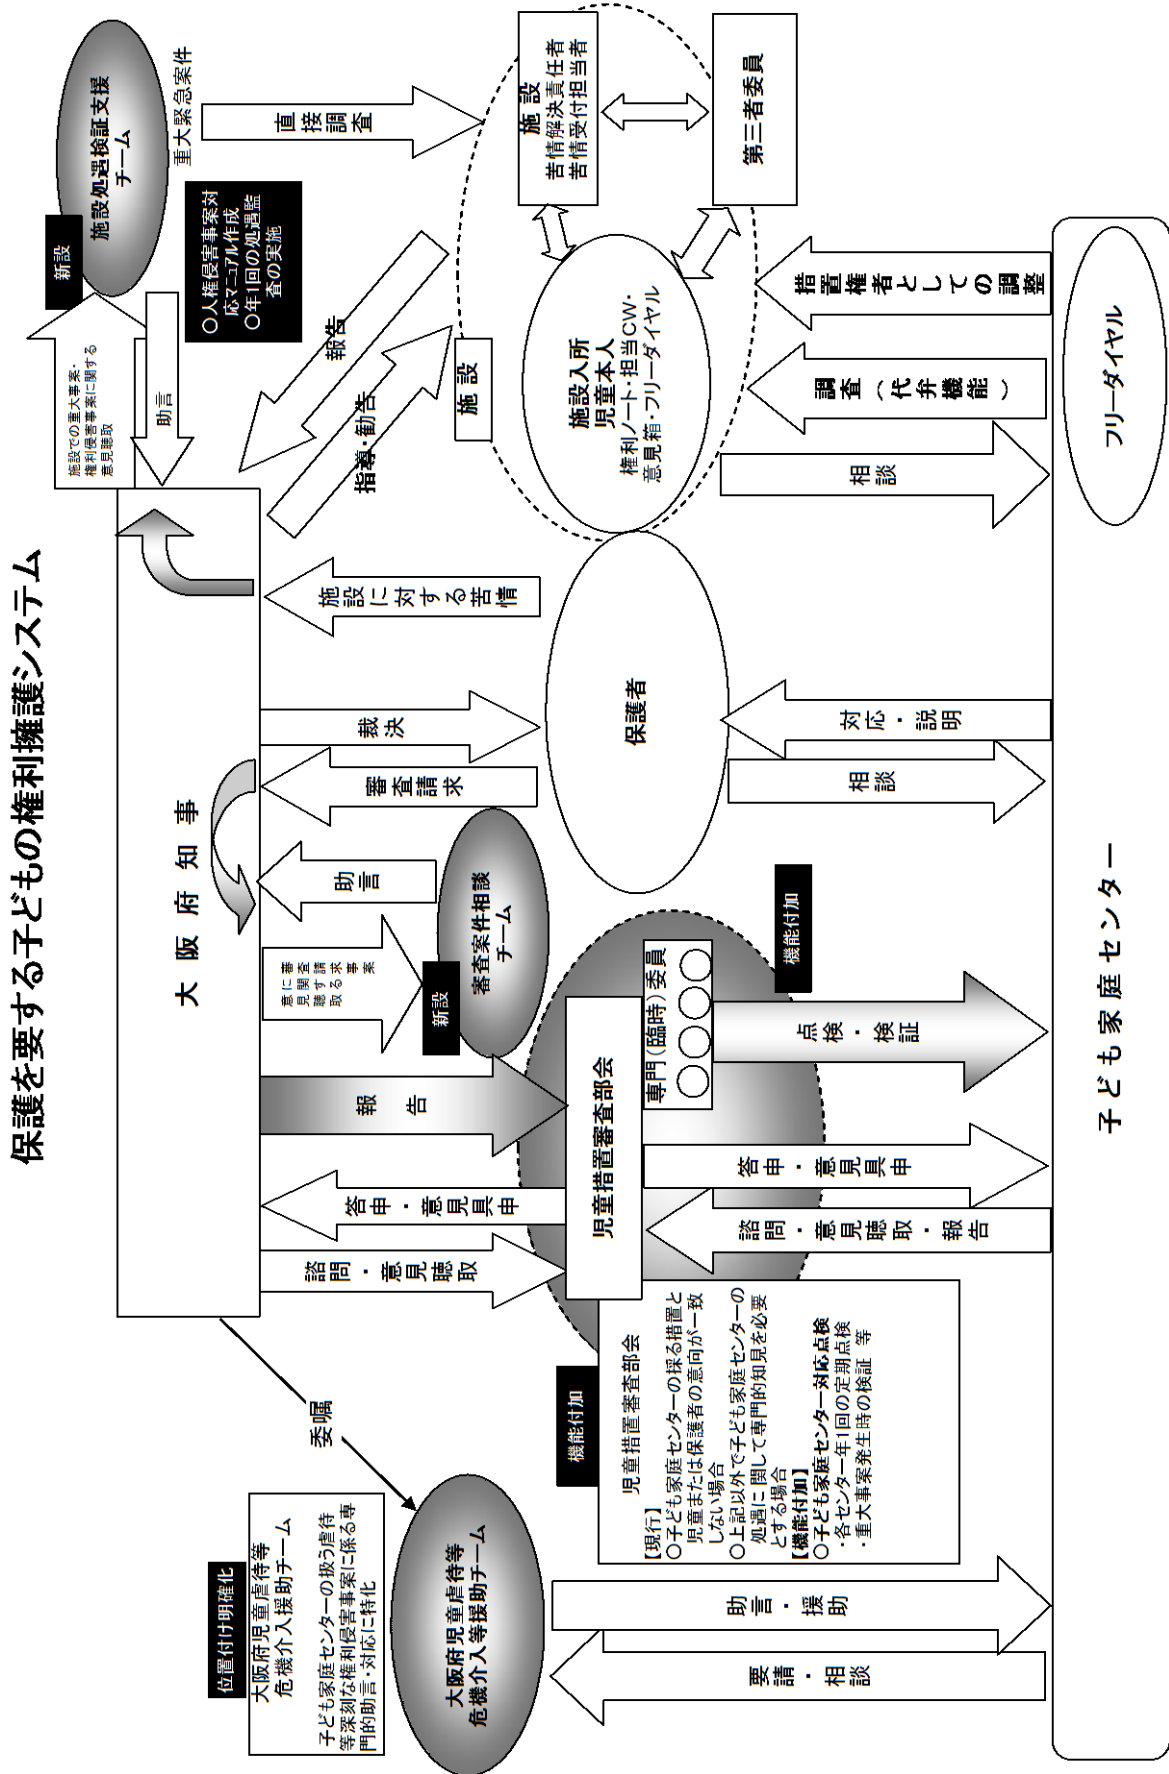 保護を要する子どもの権利擁護システム
位置付け明確化
大阪府児童虐待等
危機介入援助チーム
子ども家庭センターの扱う虐待
等深刻な権利侵害事案に係る専
門的助言・対応に特化
大阪府児童虐待等
危機介入等援助チーム
委嘱
要請・相談
助言・援助
大阪府知事
諮問・意見聴取
答申・意見具申
報告
審査請求事案
に関する
意見聴取
助言
審査請求
裁決
施設に対する苦情
新設
審査案件相談
チーム
機能付加
児童措置審査部会
【現行】
○子ども家庭センターの採る措置と
児童または保護者の意向が一致
しない場合
○上記以外で子ども家庭センターの
処遇に関して専門的知見を必要
とする場合
【機能付加】
○子ども家庭センター対応点検
・各センター年1回の定期点検
・重大事案発生時の検証 等
児童措置審査部会
専門(臨時)委員
○○○○
機能付加
諮問・意見聴取・報告
答申・意見具申
点検・検証
保護者
相談
対応・説明
施設での重大事案・
権利侵害事案に関する
意見聴取
助言
新設
施設処遇検証支援
チーム
○人権侵害事案対
応マニュアル作成
○年1回の処遇監
査の実施
重大緊急案件
直接調査
指導・勧告
報告
施設
施設入所
児童本人
権利ノート・担当CW・
意見箱・フリーダイヤル
施設
苦情解決責任者
苦情受付担当者
第三者委員
相談
調査(代弁機能)
措置権者としての調整
子ども家庭センター
フリーダイヤル